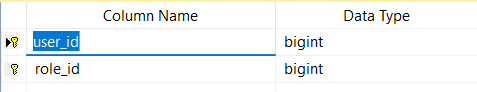 Column Name Data Type
user_id bigint
role_id bigint